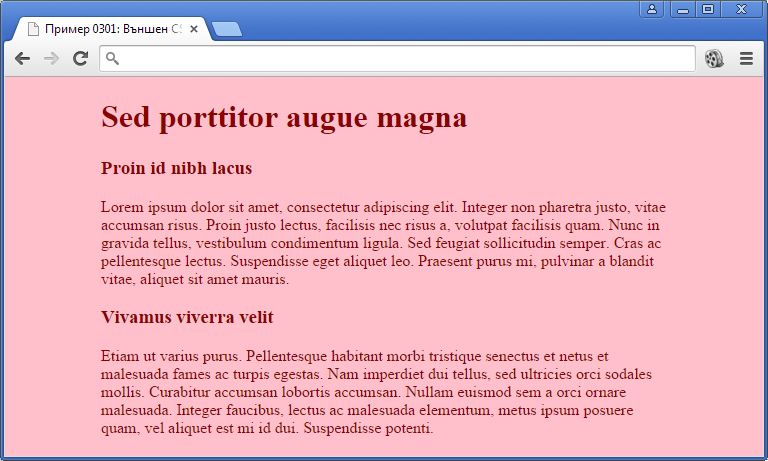 Пример 0301: Външен CS
Sed porttitor augue magna
Proin id nibh lacus
Lorem ipsum dolor sit amet, consectetur adipiscing elit. Integer non pharetra justo, vitae
accumsan risus. Proin justo lectus, facilisis nec risus a, volutpat facilisis quam. Nunc in
gravida tellus, vestibulum condimentum ligula. Sed feugiat sollicitudin semper. Cras ac
pellentesque lectus. Suspendisse eget aliquet leo. Praesent purus mi, pulvinar a blandit
vitae, aliquet sit amet mauris.
Vivamus viverra velit
Etiam ut varius purus. Pellentesque habitant morbi tristique senectus et netus et
malesuada fames ac turpis egestas. Nam imperdiet dui tellus, sed ultricies orci sodales
mollis. Curabitur accumsan lobortis accumsan. Nullam euismod sem a orci ornare
malesuada. Integer faucibus, lectus ac malesuada elementum, metus ipsum posuere
quam, vel aliquet est mi id dui. Suspendisse potenti.